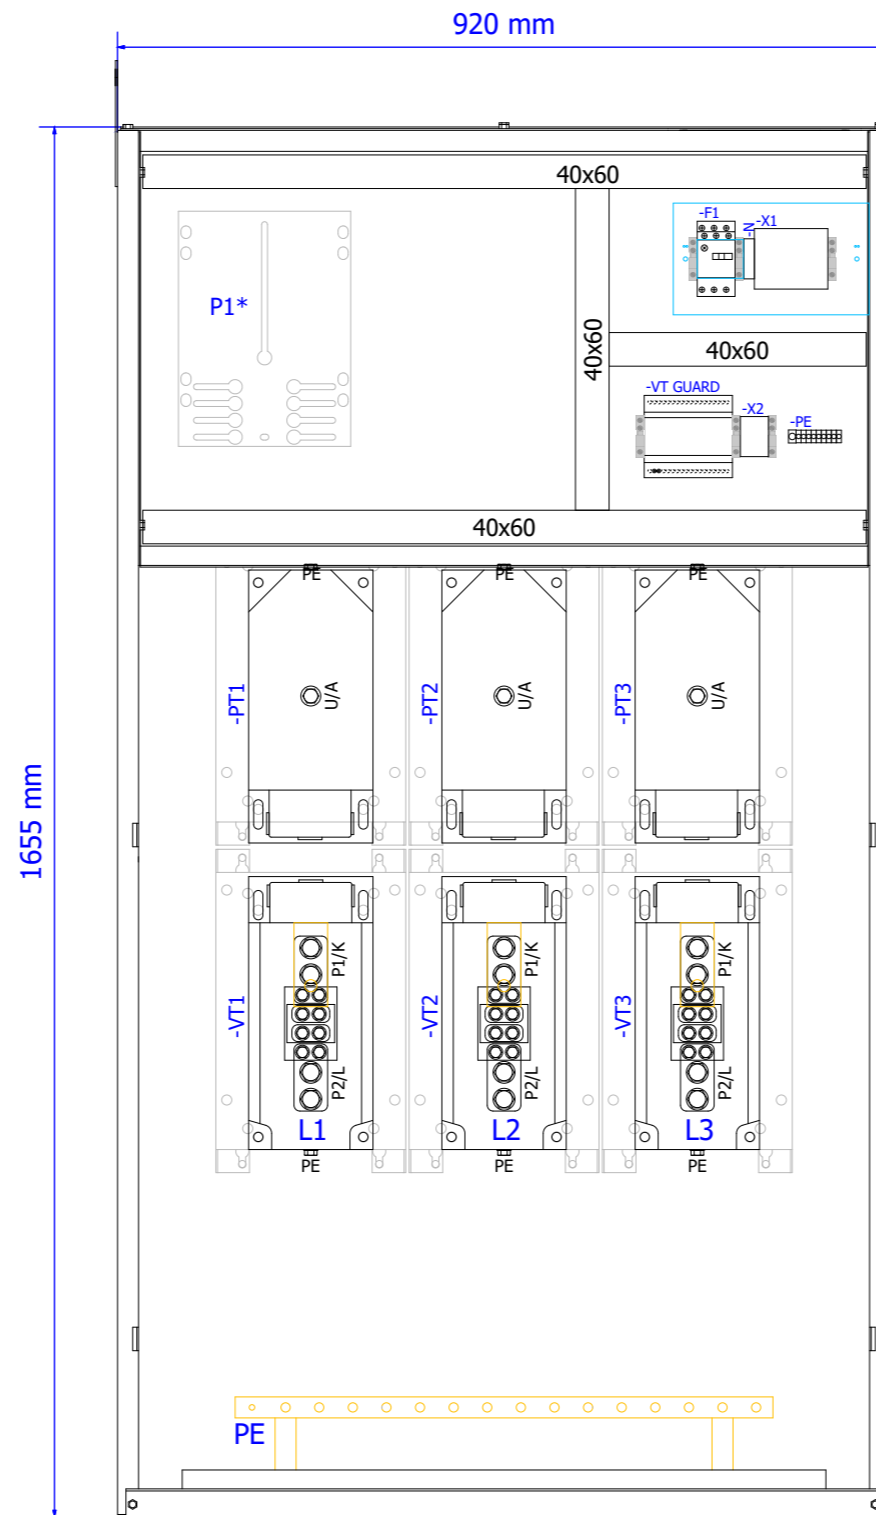 920 mm
40x60
-F1
-X1
-N
P1*
40x60
40x60
-VT GUARD
-X2
-PE
40x60
PE
PE
PE
-PT1
U/A
-PT2
U/A
-PT3
U/A
1655 mm
-VT1
P1/K
P2/L
-VT2
P1/K
P2/L
-VT3
P1/K
P2/L
L1
L2
L3
PE
PE
PE
PE